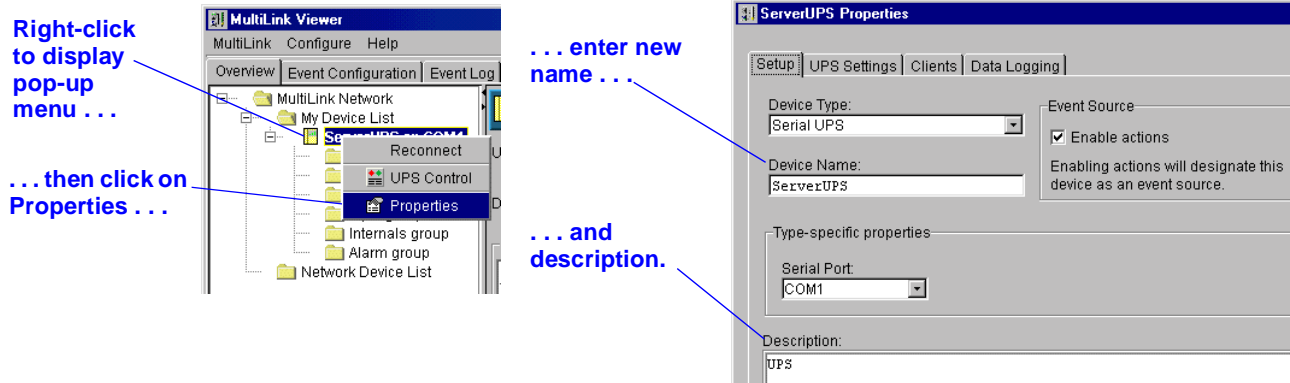 Right-click
to display
pop-up
menu . . .
. . . then click on
Properties . . .
MultiLink Viewer
MultiLink Configure Help
Overview Event Configuration Event Log
MultiLink Network
My Device List
ServerUPS on COM1
Reconnect
UPS Control
Properties
Internals group
Alarm group
Network Device List
. . . enter new
name . . .
. . . and
description.
ServerUPS Properties
Setup UPS Settings Clients Data Logging
Device Type:
Serial UPS
Device Name:
ServerUPS
Event Source
Enable actions
Enabling actions will designate this
device as an event source.
Type-specific properties
Serial Port:
COM1
Description:
UPS